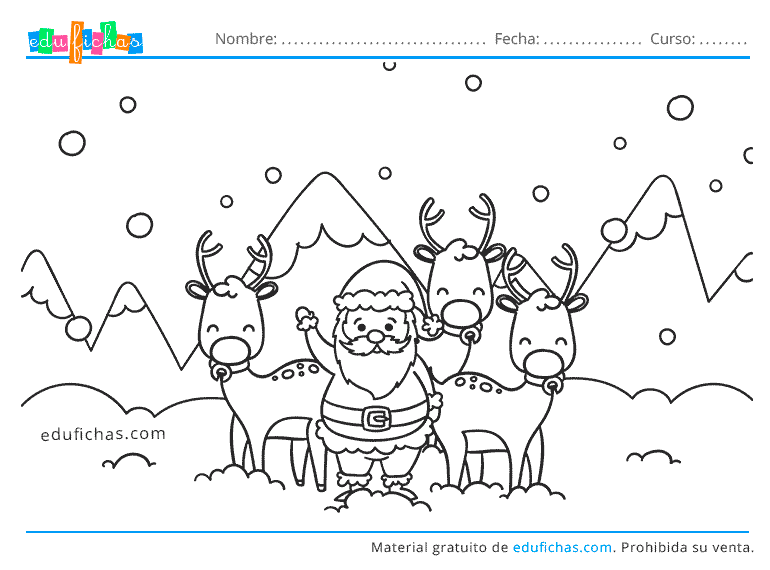 edufichas
Nombre: ................................. Fecha: ................ Curso: ........
edufichas.com
Material gratuito de edufichas.com. Prohibida su venta.